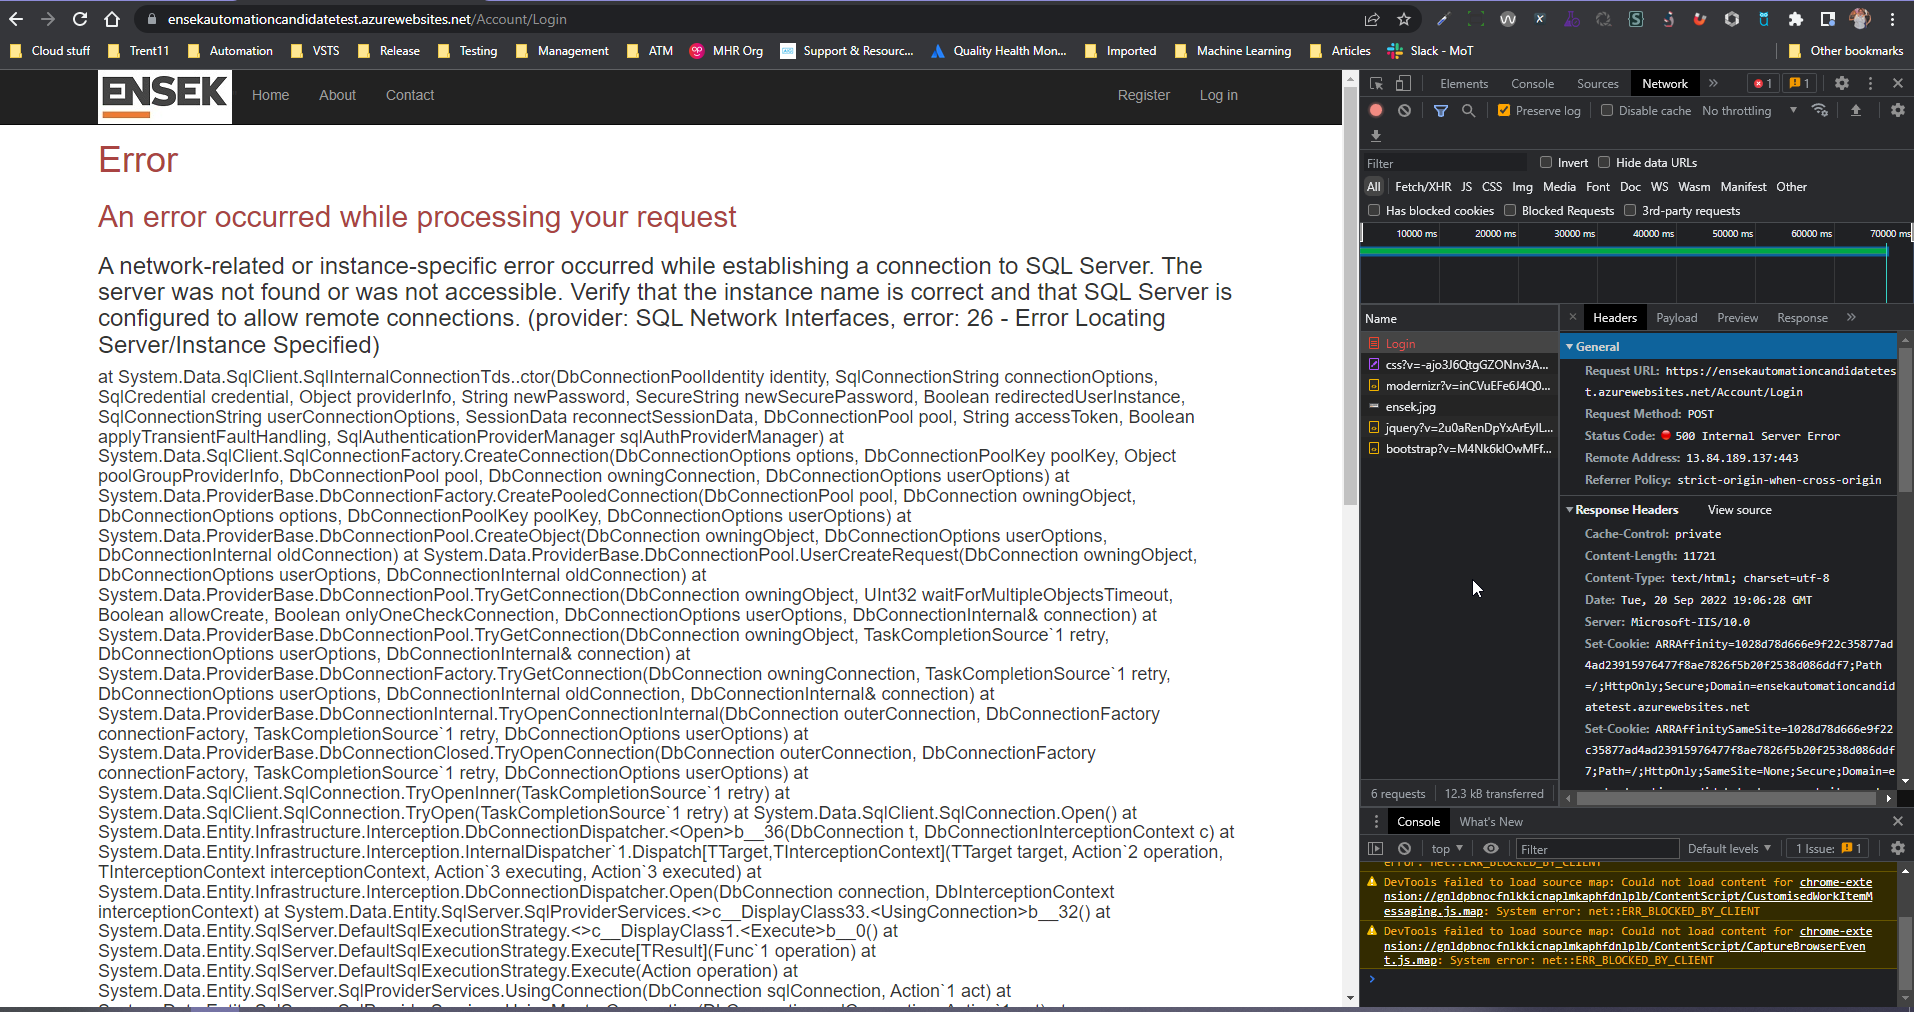 ensekautomationcandidatetest.azurewebsites.net/Account/Login
Cloud stuff
Trent11
Automation
VSTS
Release
Testing
Management
ATM
MHR Org
Support & Resourc...
Quality Health Mon...
Imported
Machine Learning
Articles
Slack - MoT
Other bookmarks
ENSEK
Home
About
Contact
Register
Log in
Error
An error occurred while processing your request
A network-related or instance-specific error occurred while establishing a connection to SQL Server. The
server was not found or was not accessible. Verify that the instance name is correct and that SQL Server is
configured to allow remote connections. (provider: SQL Network Interfaces, error: 26 - Error Locating
Server/Instance Specified)
at System.Data.SqlClient.SqlInternalConnectionTds..ctor(DbConnectionPoolIdentity identity, SqlConnectionString connectionOptions,
SqlCredential credential, Object providerInfo, String newPassword, SecureString newSecurePassword, Boolean redirectedUserInstance,
SqlConnectionString userConnectionOptions, SessionData reconnectSessionData, DbConnectionPool pool, String accessToken, Boolean
applyTransientFaultHandling, SqlAuthenticationProviderManager sqlAuthProviderManager) at
System.Data.SqlClient.SqlConnectionFactory.CreateConnection(DbConnectionOptions options, DbConnectionPoolKey poolKey, Object
poolGroupProviderInfo, DbConnectionPool pool, DbConnection owningConnection, DbConnectionOptions userOptions) at
System.Data.ProviderBase.DbConnectionFactory.CreatePooledConnection(DbConnectionPool pool, DbConnection owningObject,
DbConnectionOptions options, DbConnectionPoolKey poolKey, DbConnectionOptions userOptions) at
System.Data.ProviderBase.DbConnectionPool.CreateObject(DbConnection owningObject, DbConnectionOptions userOptions,
DbConnectionInternal oldConnection) at System.Data.ProviderBase.DbConnectionPool.UserCreateRequest(DbConnection owningObject,
DbConnectionOptions userOptions, DbConnectionInternal oldConnection) at
System.Data.ProviderBase.DbConnectionPool.TryGetConnection(DbConnection owningObject, UInt32 waitForMultipleObjectsTimeout,
Boolean allowCreate, Boolean onlyOneCheckConnection, DbConnectionOptions userOptions, DbConnectionInternal& connection) at
System.Data.ProviderBase.DbConnectionPool.TryGetConnection(DbConnection owningObject, TaskCompletionSource`1 retry,
DbConnectionOptions userOptions, DbConnectionInternal& connection) at
System.Data.ProviderBase.DbConnectionFactory.TryGetConnection(DbConnection owningConnection, TaskCompletionSource`1 retry,
DbConnectionOptions userOptions, DbConnectionInternal oldConnection, DbConnectionInternal& connection) at
System.Data.ProviderBase.DbConnectionInternal.TryOpenConnectionInternal(DbConnection outerConnection, DbConnectionFactory
connectionFactory, TaskCompletionSource`1 retry, DbConnectionOptions userOptions) at
System.Data.ProviderBase.DbConnectionClosed.TryOpenConnection(DbConnection outerConnection, DbConnectionFactory
connectionFactory, TaskCompletionSource`1 retry, DbConnectionOptions userOptions) at
System.Data.SqlClient.SqlConnection.TryOpenInner(TaskCompletionSource`1 retry) at
System.Data.SqlClient.SqlConnection.TryOpen(TaskCompletionSource`1 retry) at System.Data.SqlClient.SqlConnection.Open() at
System.Data.Entity.Infrastructure.Interception.DbConnectionDispatcher.<Open>b__36(DbConnection t, DbConnectionInterceptionContext c) at
System.Data.Entity.Infrastructure.Interception.InternalDispatcher`1.Dispatch[TTarget,TInterceptionContext](TTarget target, Action`2 operation,
TInterceptionContext interceptionContext, Action`3 executing, Action`3 executed) at
System.Data.Entity.Infrastructure.Interception.DbConnectionDispatcher.Open(DbConnection connection, DbInterceptionContext
interceptionContext) at System.Data.Entity.SqlServer.SqlProviderServices.<>c__DisplayClass33.<UsingConnection>b__32() at
System.Data.Entity.SqlServer.DefaultSqlExecutionStrategy.<>c__DisplayClass1.<Execute>b__0() at
System.Data.Entity.SqlServer.DefaultSqlExecutionStrategy.Execute[TResult](Func`1 operation) at
System.Data.Entity.SqlServer.DefaultSqlExecutionStrategy.Execute(Action operation) at
System.Data.Entity.SqlServer.SqlProviderServices.UsingConnection(DbConnection sqlConnection, Action`1 act) at
Elements
Console
Sources
Network
1
1
Preserve log
Disable cache
No throttling
Filter
Invert
Hide data URLs
All
Fetch/XHR
JS
CSS
Img
Media
Font
Doc
WS
Wasm
Manifest
Other
Has blocked cookies
Blocked Requests
3rd-party requests
10000 ms
20000 ms
30000 ms
40000 ms
50000 ms
60000 ms
70000 ms
Name
Login
css?v=-ajo3J6QtgGZONnv3A...
modernizr?v=inCVuEFe6J4Q0...
ensek.jpg
jquery?v=2u0aRenDpYxArEyIL...
bootstrap?v=M4Nk6klOwMFf...
6 requests
12.3 kB transferred
Headers
Payload
Preview
Response
General
Request URL: https://ensekautomationcandidatetes
t.azurewebsites.net/Account/Login
Request Method: POST
Status Code: 500 Internal Server Error
Remote Address: 13.84.189.137:443
Referrer Policy: strict-origin-when-cross-origin
Response Headers
View source
Cache-Control: private
Content-Length: 11721
Content-Type: text/html; charset=utf-8
Date: Tue, 20 Sep 2022 19:06:28 GMT
Server: Microsoft-IIS/10.0
Set-Cookie: ARRAffinity=1028d78d666e9f22c35877ad
4ad23915976477f8ae7826f5b20f2538d086ddf7;Path
=/;HttpOnly;Secure;Domain=ensekautomationcandid
atetest.azurewebsites.net
Set-Cookie: ARRAffinitySameSite=1028d78d666e9f22
c35877ad4ad23915976477f8ae7826f5b20f2538d086ddf
7;Path=/;HttpOnly;SameSite=None;Secure;Domain=e
Console
What's New
top
Filter
Default levels
1 Issue:
1
error: net::ERR_BLOCKED_BY_CLIENT
DevTools failed to load source map: Could not load content for chrome-exte
nsion://gnldpbnocfnlkkicnaplmkaphfdnlplb/ContentScript/CustomisedWorkItemM
essaging.js.map: System error: net::ERR_BLOCKED_BY_CLIENT
DevTools failed to load source map: Could not load content for chrome-exte
nsion://gnldpbnocfnlkkicnaplmkaphfdnlplb/ContentScript/CaptureBrowserEven
t.js.map: System error: net::ERR_BLOCKED_BY_CLIENT